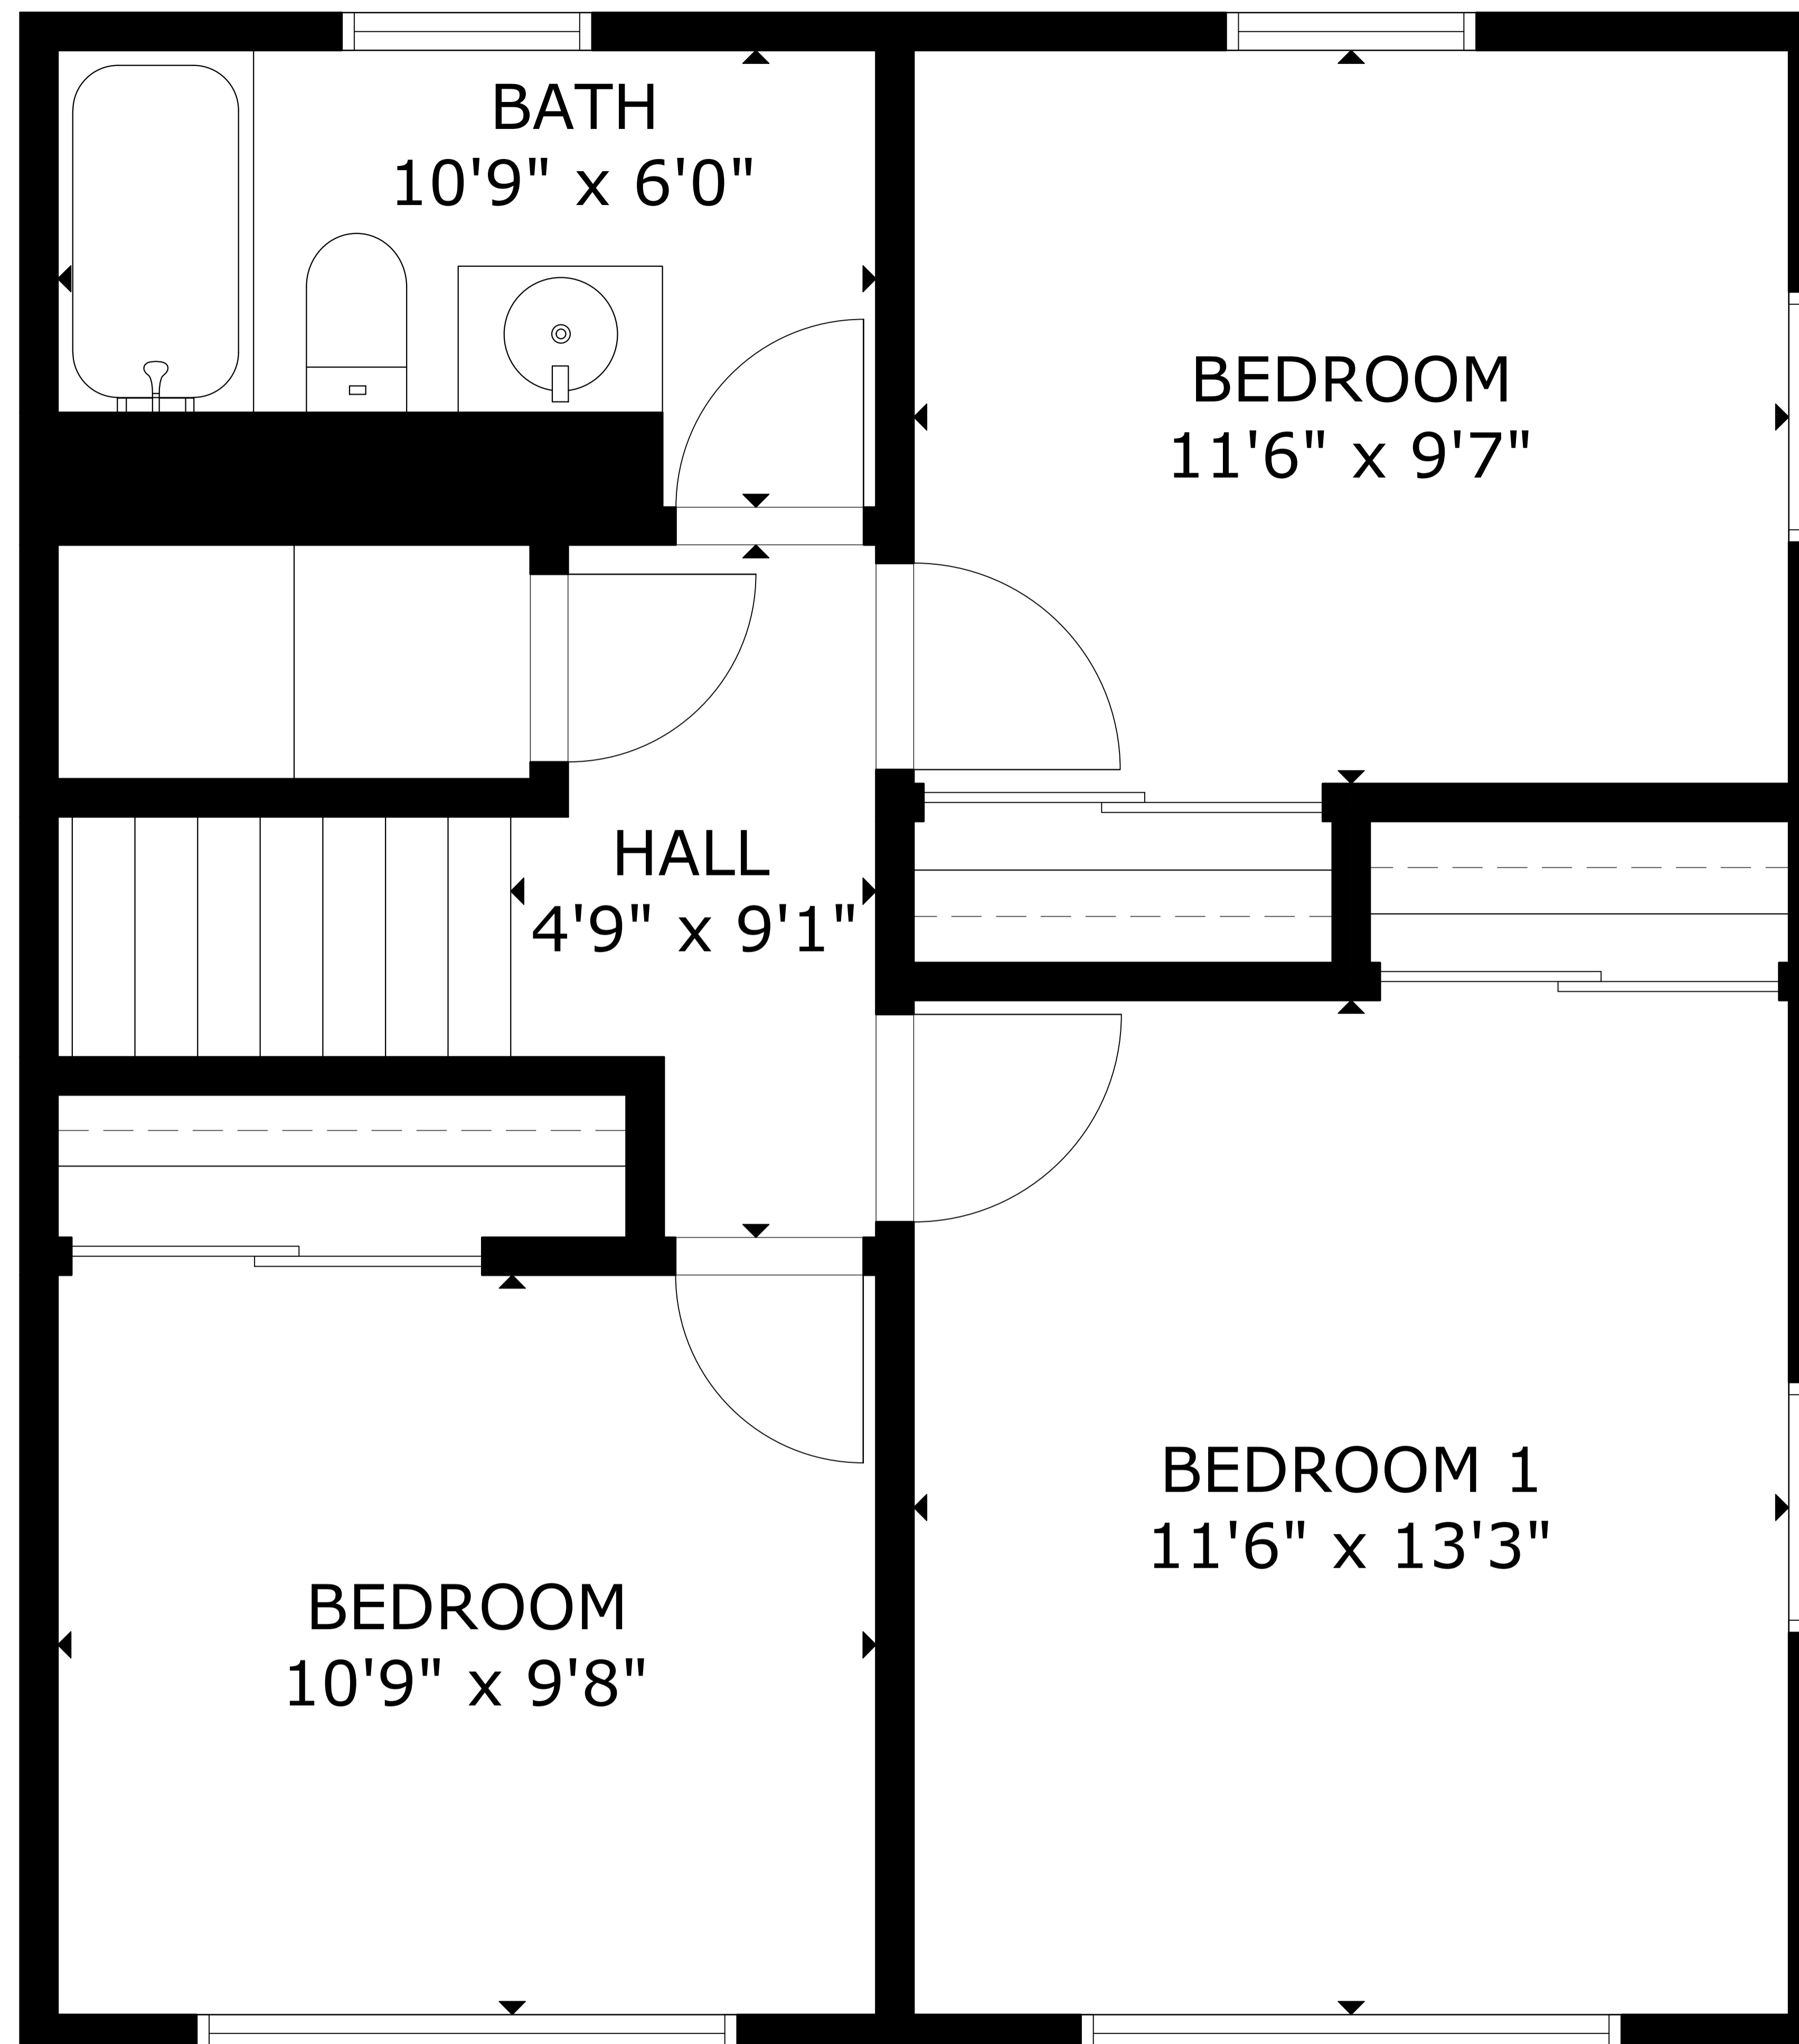 BATH
10'9" x 6'0"
BEDROOM
11'6" x 9'7"
HALL
4'9" x 9'1"
BEDROOM 1
11'6" x 13'3"
BEDROOM
10'9" x 9'8"